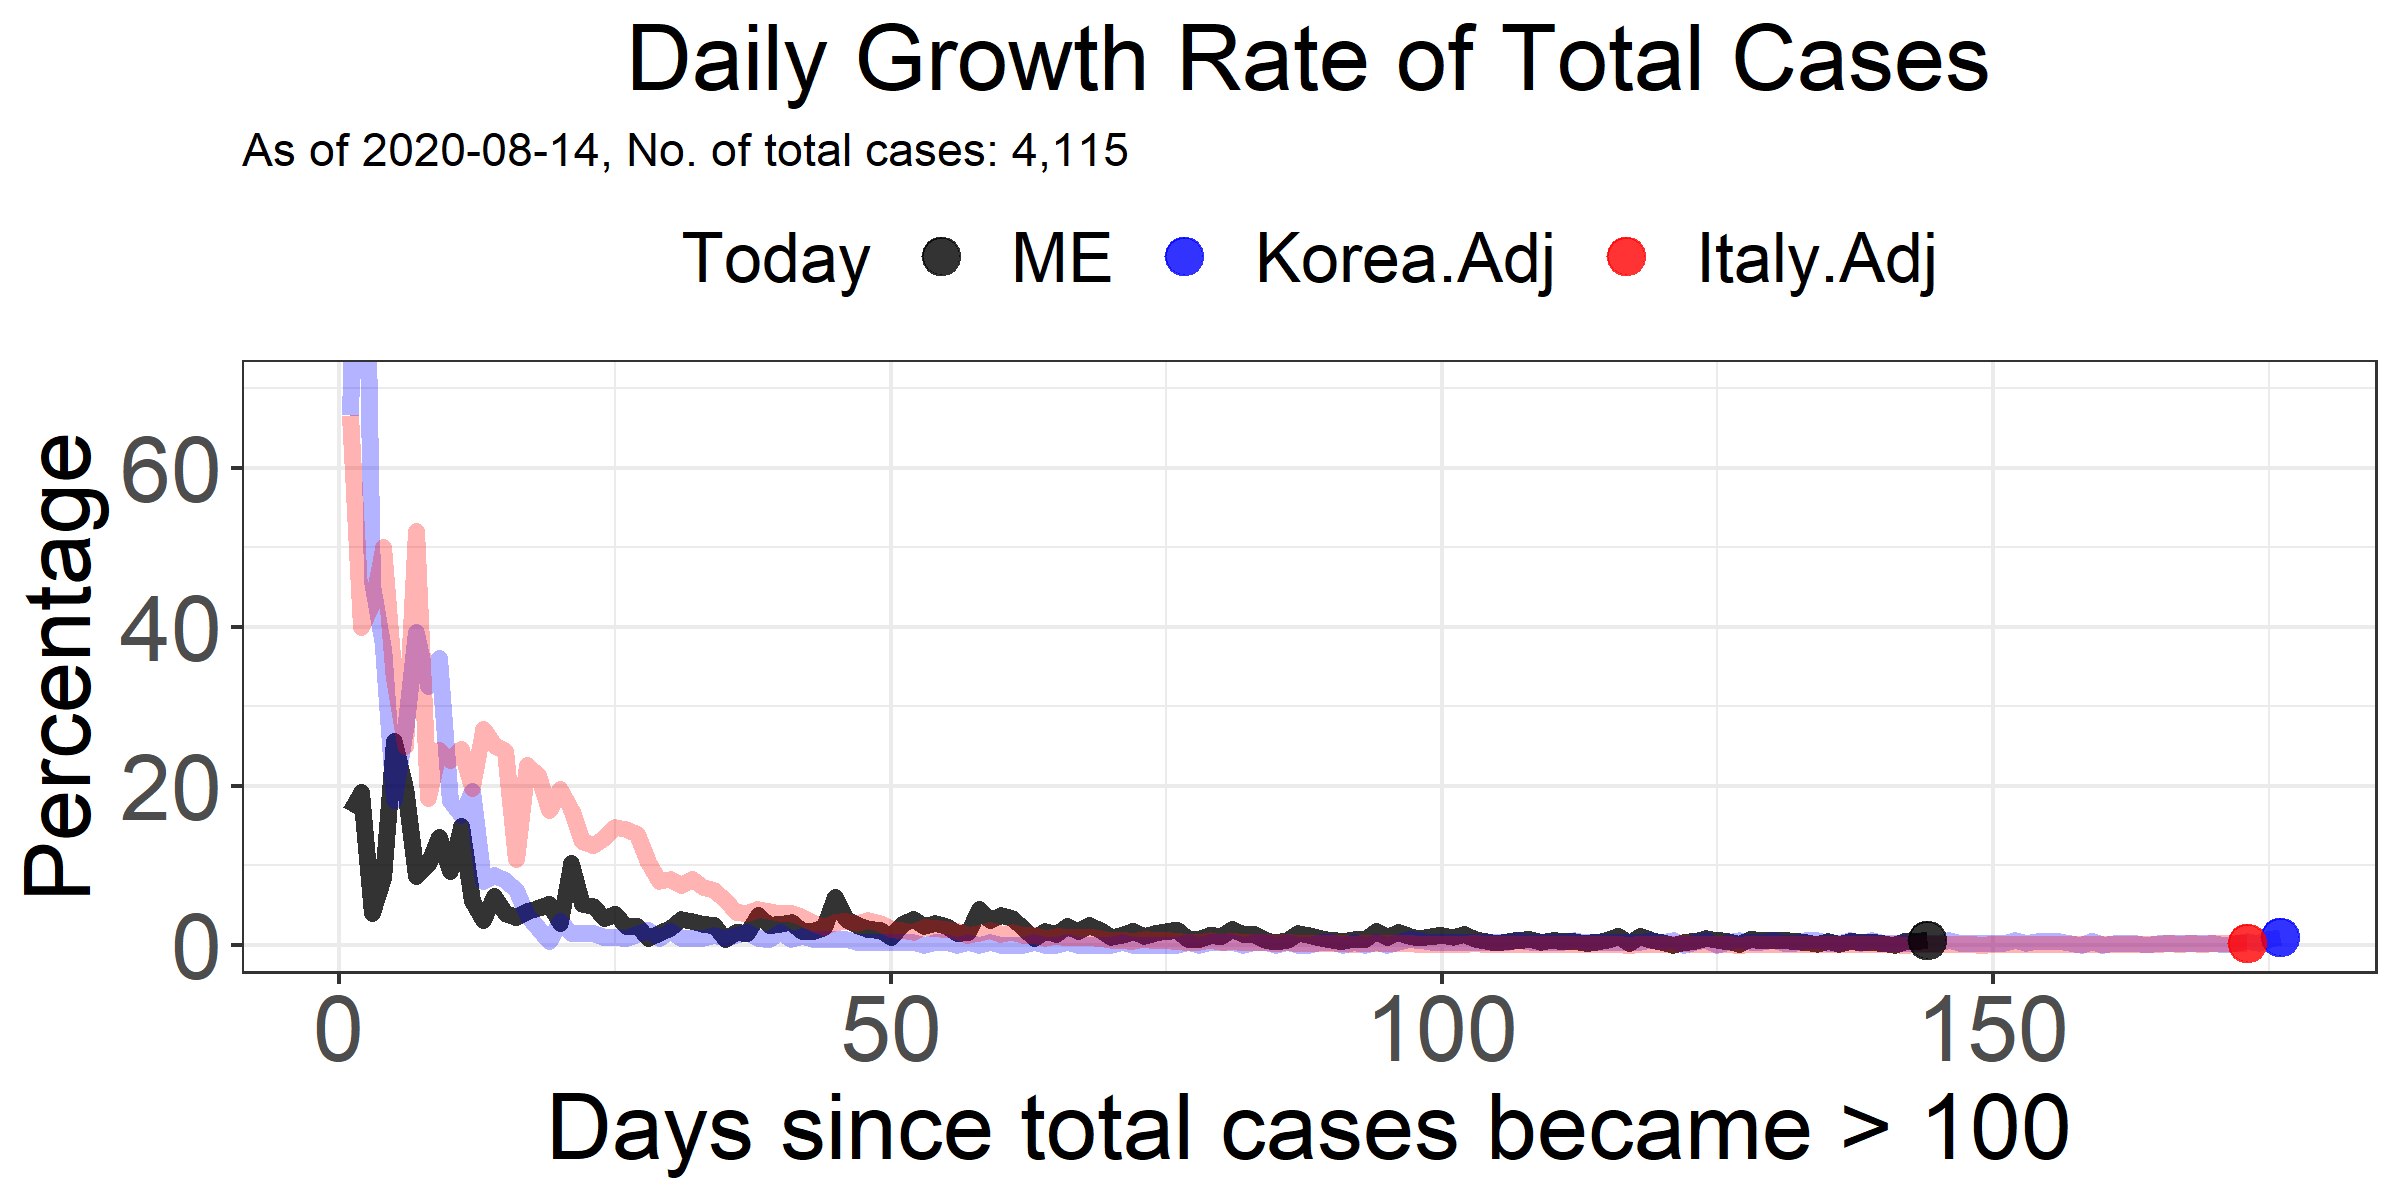 Daily Growth Rate of Total Cases
As of 2020-08-14, No. of total cases: 4,115
Today ME Korea.Adj Italy.Adj
Percentage
60
40
20
0
0 50 100 150
Days since total cases became > 100